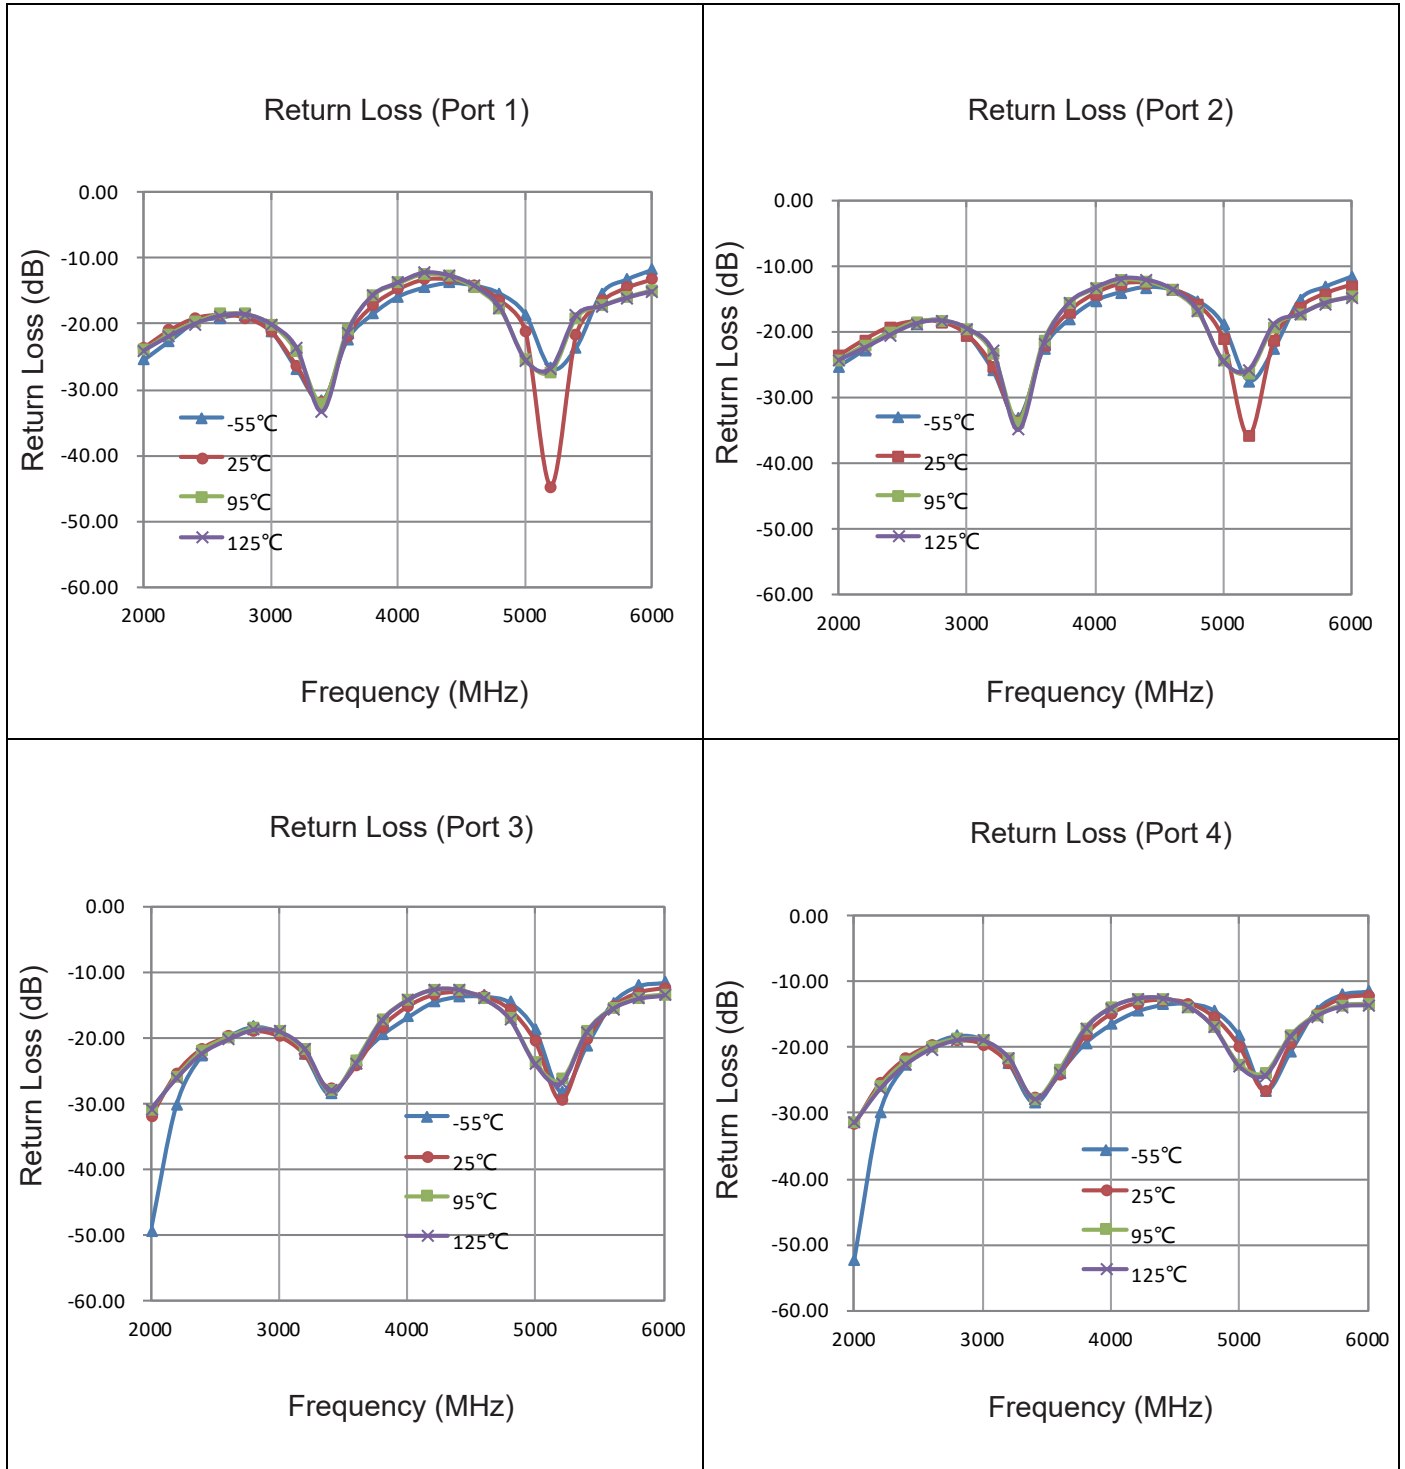 Return Loss (Port 1)
Return Loss (dB)
0.00
-10.00
-20.00
-30.00
-40.00
-50.00
-60.00
-55℃
25℃
95℃
125℃
2000 3000 4000 5000 6000
Frequency (MHz)
Return Loss (Port 2)
Return Loss (dB)
0.00
-10.00
-20.00
-30.00
-40.00
-50.00
-60.00
-55℃
25℃
95℃
125℃
2000 3000 4000 5000 6000
Frequency (MHz)
Return Loss (Port 3)
Return Loss (dB)
0.00
-10.00
-20.00
-30.00
-40.00
-50.00
-60.00
-55℃
25℃
95℃
125℃
2000 3000 4000 5000 6000
Frequency (MHz)
Return Loss (Port 4)
Return Loss (dB)
0.00
-10.00
-20.00
-30.00
-40.00
-50.00
-60.00
-55℃
25℃
95℃
125℃
2000 3000 4000 5000 6000
Frequency (MHz)